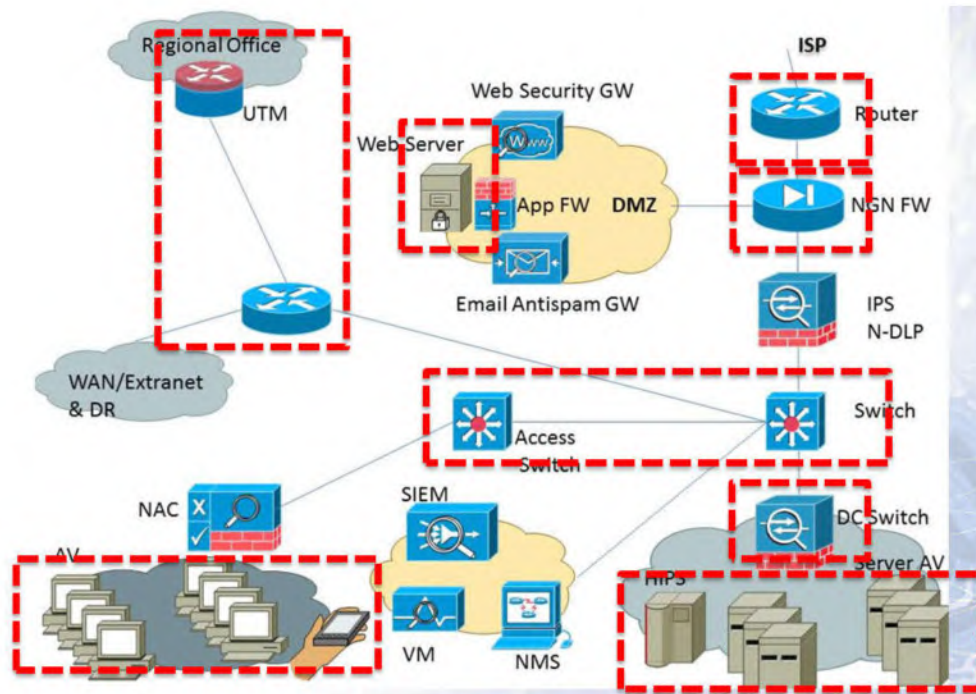 Regional Office
UTM
ISP
Router
Web Security GW
Web Server
Www
App FW
DMZ
NGN FW
Email Antispam GW
IPS
N-DLP
WAN/Extranet
& DR
Access
Switch
Switch
NAC
X
SIEM
DC Switch
AV
Server AV
HIPS
VM
NMS